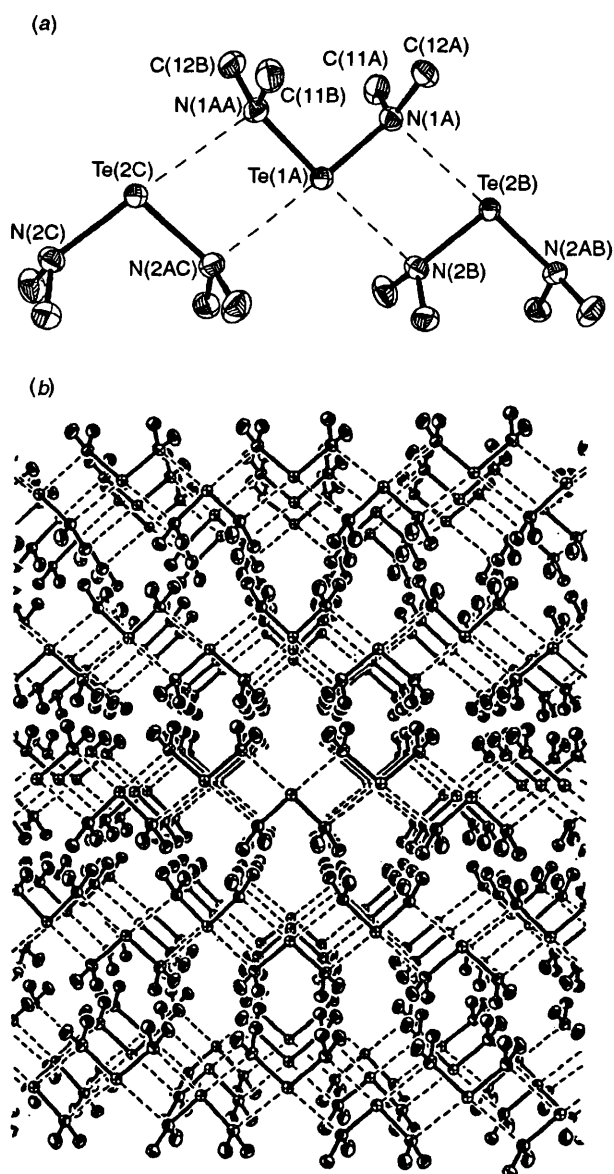 (a)
C(12B) C(11A) C(12A)
C(11B)
N(1AA) N(1A)
Te(2C) Te(1A) Te(2B)
N(2C) N(2AC) N(2B) N(2AB)
(b)